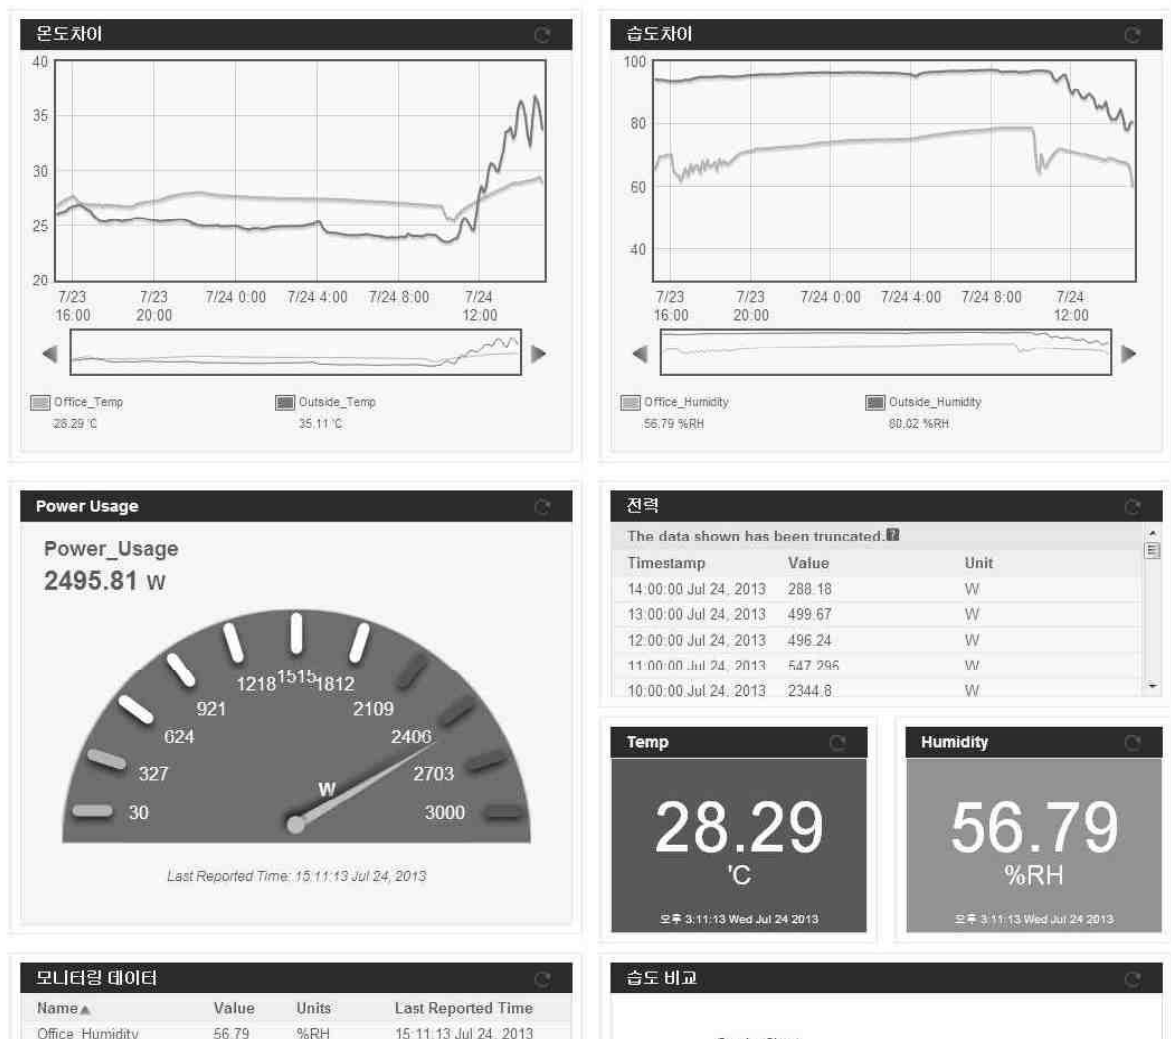 온도차이
40
35
30
25
20
7/23 16:00
7/23 20:00
7/24 0:00
7/24 4:00
7/24 8:00
7/24 12:00
Office_Temp
28.29 'C
Outside_Temp
35.11 'C
습도차이
100
80
60
40
7/23 16:00
7/23 20:00
7/24 0:00
7/24 4:00
7/24 8:00
7/24 12:00
Office_Humidity
56.79 %RH
Outside_Humidity
80.02 %RH
Power Usage
Power_Usage
2495.81 W
30
327
624
921
1218
1515
1812
2109
2406
2703
3000
W
Last Reported Time: 15:11:13 Jul 24, 2013
전력
The data shown has been truncated.?
Timestamp Value Unit
14:00:00 Jul 24, 2013 288.18 W
13:00:00 Jul 24, 2013 499.67 W
12:00:00 Jul 24, 2013 496.24 W
11:00:00 Jul 24, 2013 547.296 W
10:00:00 Jul 24, 2013 2344.8 W
Temp
28.29
'C
오후 3:11:13 Wed Jul 24 2013
Humidity
56.79
%RH
오후 3:11:13 Wed Jul 24 2013
모니터링 데이터
Name Value Units Last Reported Time
Office_Humidity 56.79 %RH 15:11:13 Jul 24, 2013
습도 비교